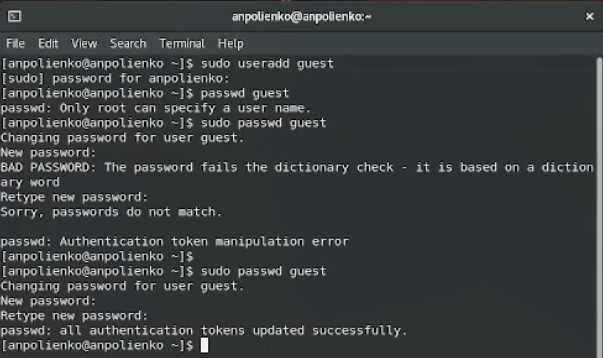 anpolienko@anpolienko:~
File Edit View Search Terminal Help
[anpolienko@anpolienko ~]$ sudo useradd guest
[sudo] password for anpolienko:
[anpolienko@anpolienko ~]$ passwd guest
passwd: Only root can specify a user name.
[anpolienko@anpolienko ~]$ sudo passwd guest
Changing password for user guest.
New password:
BAD PASSWORD: The password fails the dictionary check - it is based on a diction
ary word
Retype new password:
Sorry, passwords do not match.
passwd: Authentication token manipulation error
[anpolienko@anpolienko ~]$
[anpolienko@anpolienko ~]$ sudo passwd guest
Changing password for user guest.
New password:
Retype new password:
passwd: all authentication tokens updated successfully.
[anpolienko@anpolienko ~]$